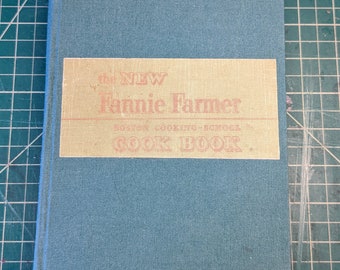 the NEW
Fannie Farmer
BOSTON COOKING-SCHOOL
COOK BOOK